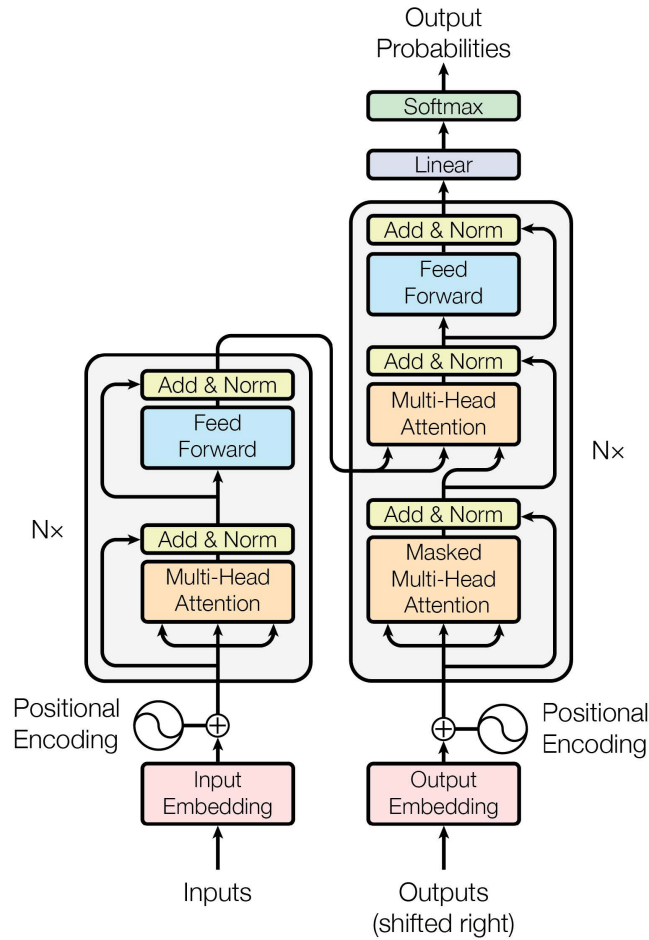 Output
Probabilities
Softmax
Linear
Add & Norm
Feed
Forward
Add & Norm
Multi-Head
Attention
Add & Norm
Masked
Multi-Head
Attention
Nx
Add & Norm
Feed
Forward
Add & Norm
Multi-Head
Attention
Nx
Positional
Encoding
Positional
Encoding
Input
Embedding
Output
Embedding
Inputs
Outputs
(shifted right)